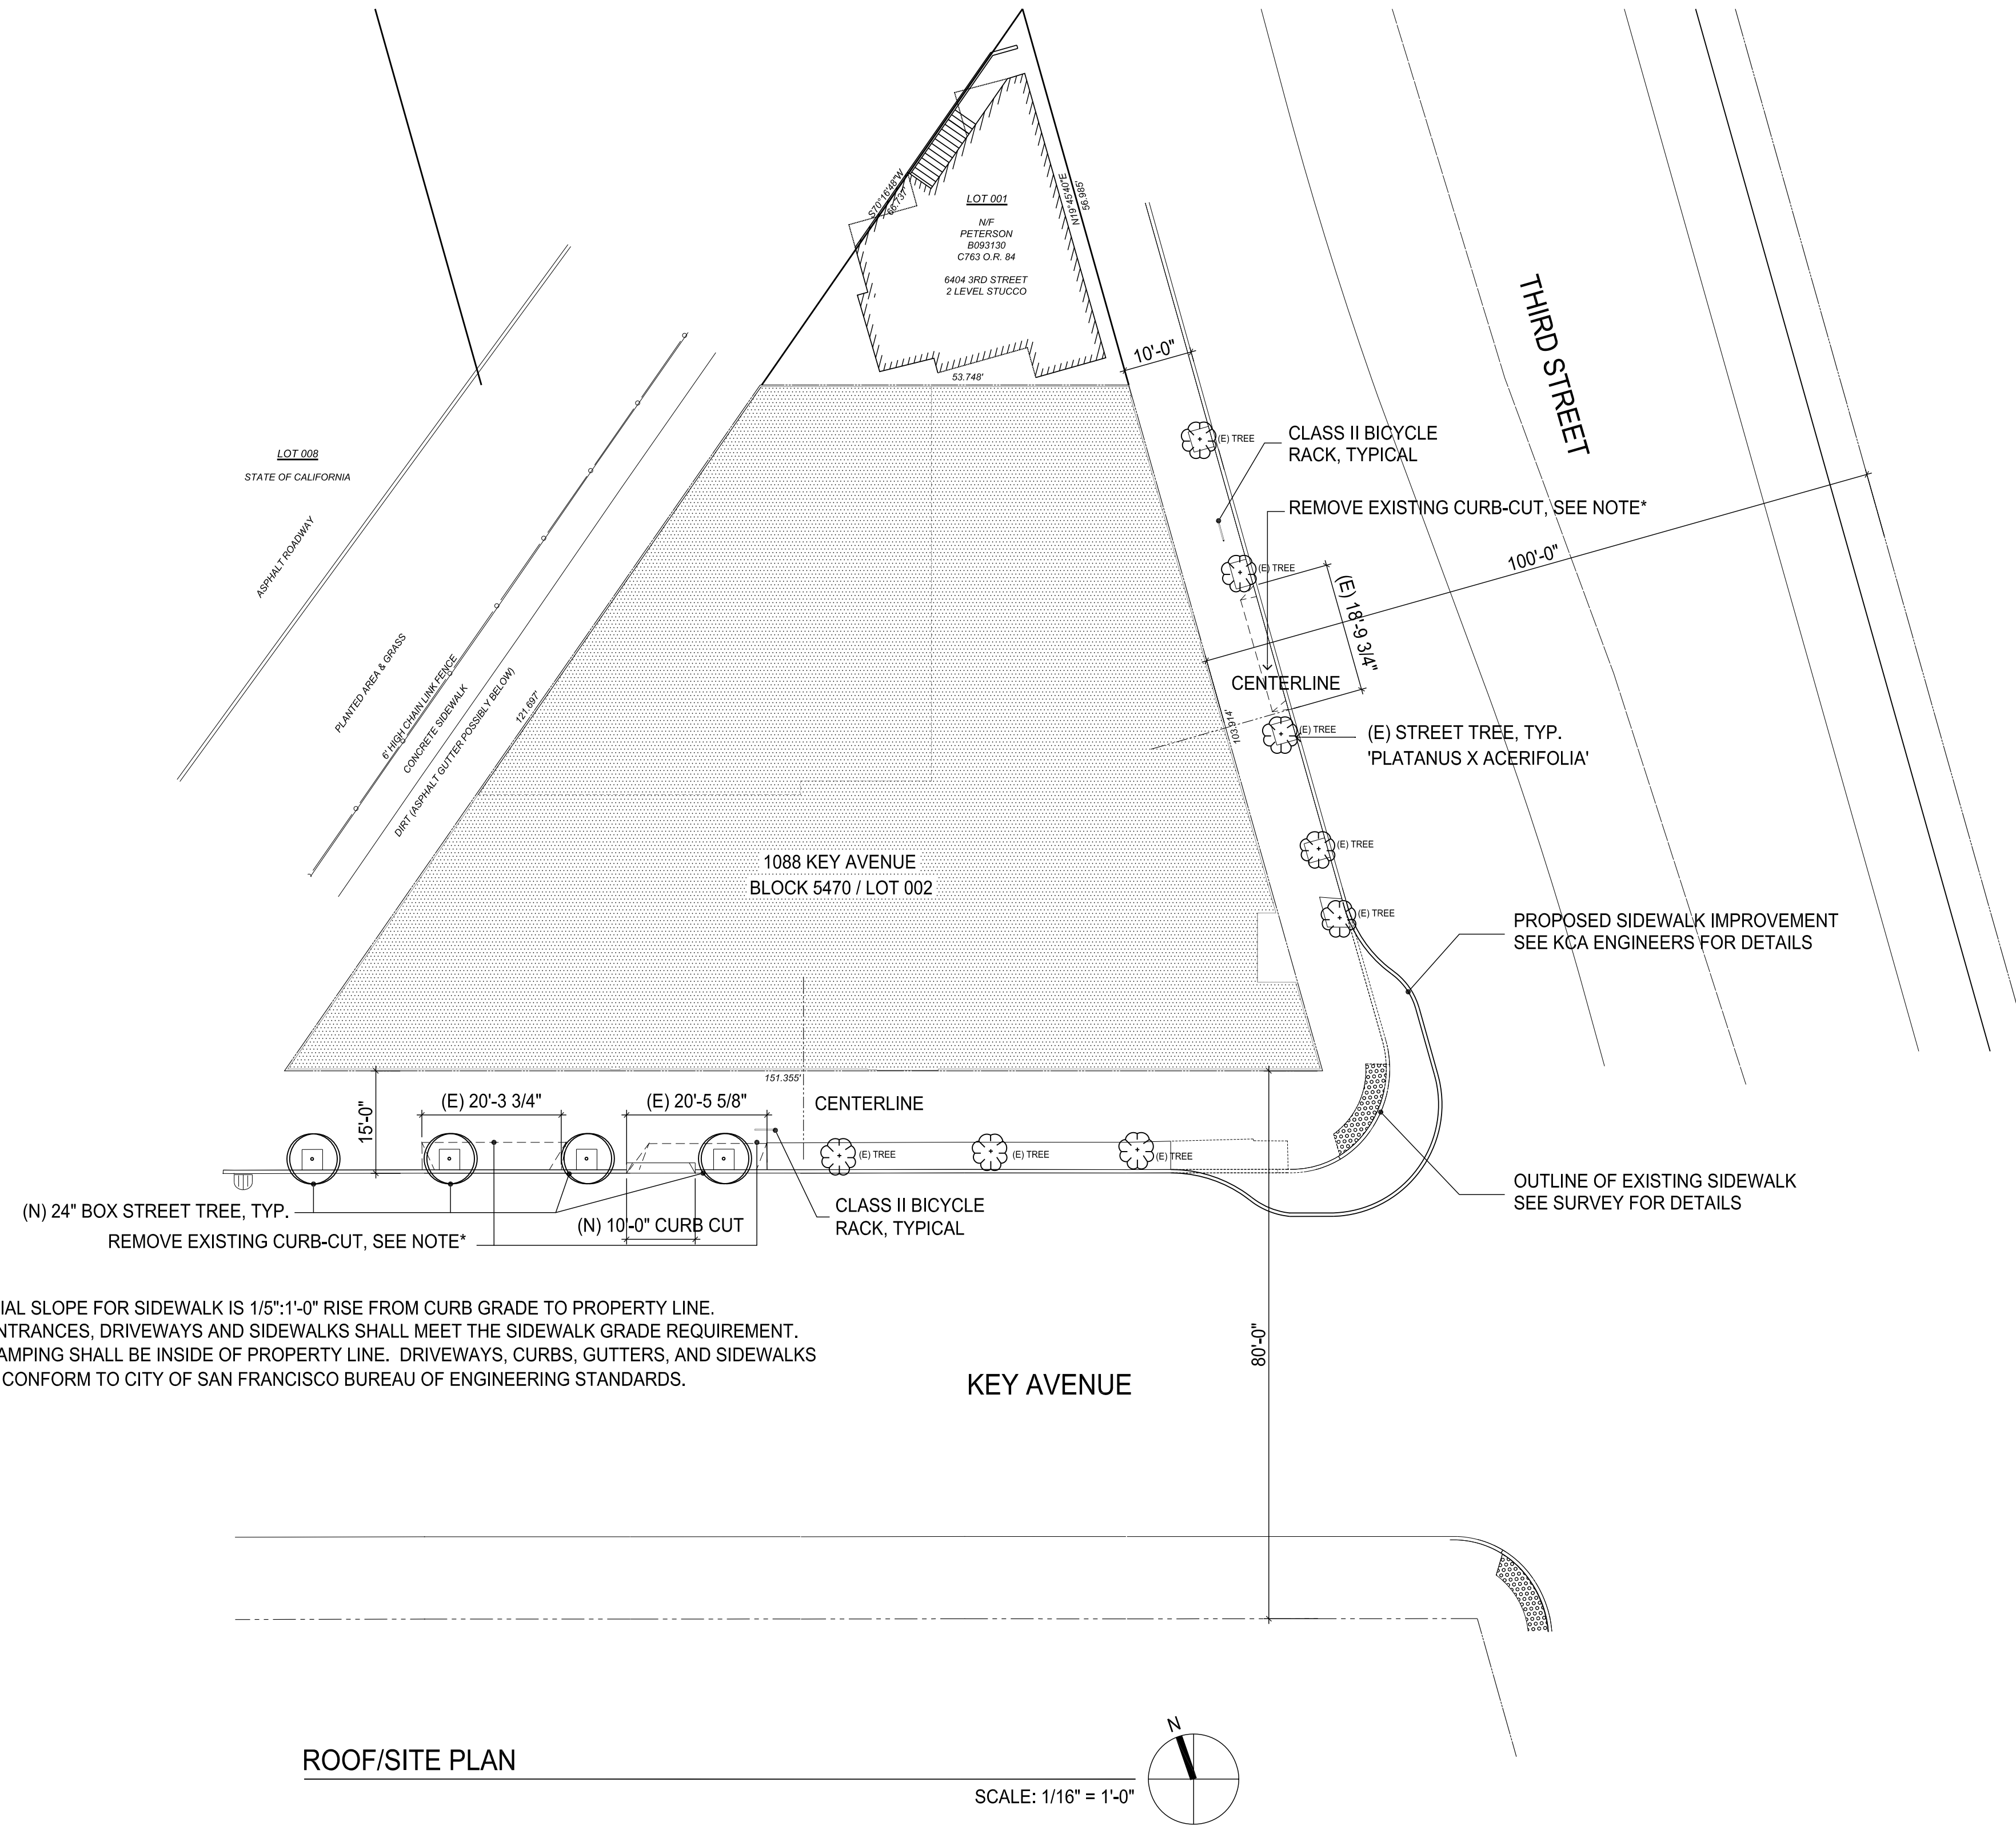 S70°16'48"W
66.737'
LOT 001
N/F
PETERSON
B093130
C763 O.R. 84
6404 3RD STREET
2 LEVEL STUCCO
N19°45'40"E
56.985'
53.748'
10'-0"
THIRD STREET
(E) TREE
CLASS II BICYCLE
RACK, TYPICAL
REMOVE EXISTING CURB-CUT, SEE NOTE*
(E) TREE
100'-0"
(E) 18'-9 3/4"
CENTERLINE
103.914'
(E) TREE
(E) STREET TREE, TYP.
'PLATANUS X ACERIFOLIA'
(E) TREE
(E) TREE
PROPOSED SIDEWALK IMPROVEMENT
SEE KCA ENGINEERS FOR DETAILS
LOT 008
STATE OF CALIFORNIA
ASPHALT ROADWAY
PLANTED AREA & GRASS
6' HIGH CHAIN LINK FENCE
CONCRETE SIDEWALK
DIRT (ASPHALT GUTTER POSSIBLY BELOW)
121.697'
1088 KEY AVENUE
BLOCK 5470 / LOT 002
151.355'
15'-0"
(E) 20'-3 3/4"
(E) 20'-5 5/8"
CENTERLINE
(E) TREE
(E) TREE
(E) TREE
OUTLINE OF EXISTING SIDEWALK
SEE SURVEY FOR DETAILS
(N) 24" BOX STREET TREE, TYP.
(N) 10'-0" CURB CUT
CLASS II BICYCLE
RACK, TYPICAL
REMOVE EXISTING CURB-CUT, SEE NOTE*
IAL SLOPE FOR SIDEWALK IS 1/5":1'-0" RISE FROM CURB GRADE TO PROPERTY LINE.
NTRANCES, DRIVEWAYS AND SIDEWALKS SHALL MEET THE SIDEWALK GRADE REQUIREMENT.
AMPING SHALL BE INSIDE OF PROPERTY LINE. DRIVEWAYS, CURBS, GUTTERS, AND SIDEWALKS
CONFORM TO CITY OF SAN FRANCISCO BUREAU OF ENGINEERING STANDARDS.
80'-0"
KEY AVENUE
ROOF/SITE PLAN
N
SCALE: 1/16" = 1'-0"